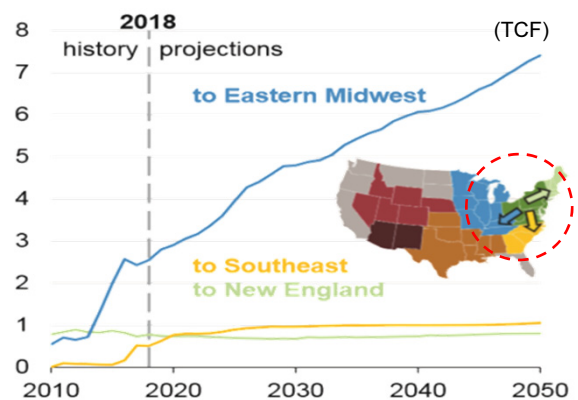 2018
(TCF)
history projections
8
7
6
5
4
3
2
1
0
to Eastern Midwest
to Southeast
to New England
2010 2020 2030 2040 2050